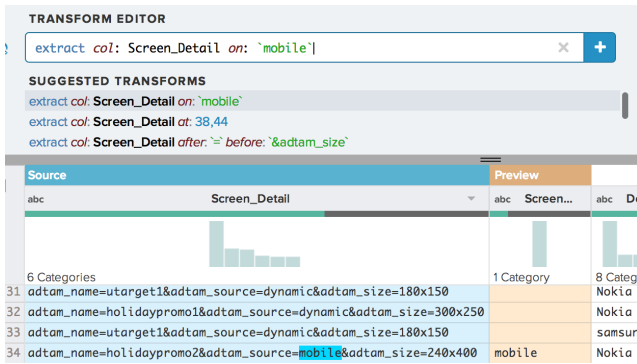 TRANSFORM EDITOR
extract col: Screen_Detail on: `mobile`
SUGGESTED TRANSFORMS
extract col: Screen_Detail on: `mobile`
extract col: Screen_Detail at: 38,44
extract col: Screen_Detail after: `=` before: `&adtam_size`
Source Preview
abc Screen_Detail abc Screen... abc
6 Categories 1 Category 8 Categ
31 adtam_name=utarget1&adtam_source=dynamic&adtam_size=180x150 Nokia
32 adtam_name=holidaypromo1&adtam_source=dynamic&adtam_size=300x250 Nokia
33 adtam_name=utarget1&adtam_source=dynamic&adtam_size=180x150 samsu
34 adtam_name=holidaypromo2&adtam_source=mobile&adtam_size=240x400 mobile Nokia